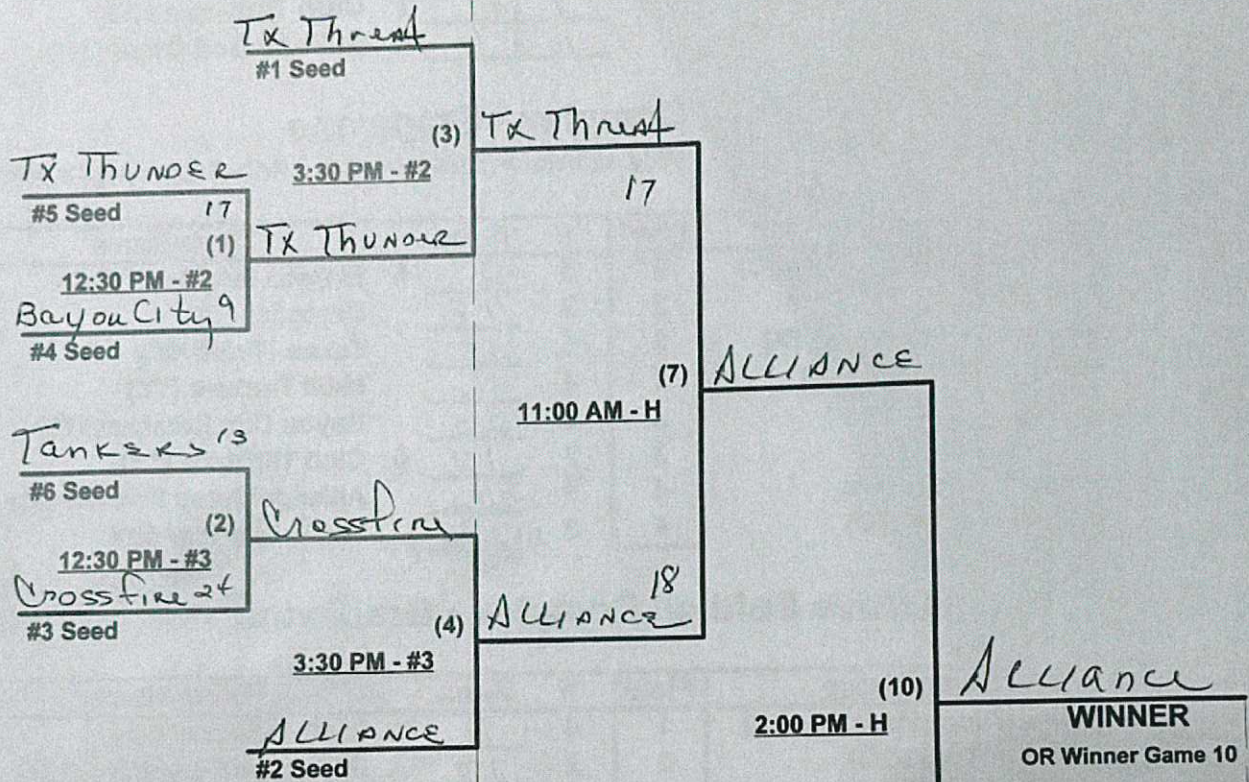 Tx Threat
#1 Seed
(3) Tx Threat
3:30 PM - #2
17
TX THUNDER
#5 Seed 17
(1) TX THUNDER
12:30 PM - #2
Bayou City 9
#4 Seed
(7) ALLIANCE
11:00 AM - H
Tankers 13
#6 Seed
(2) Crossfire
12:30 PM - #3
Crossfire 24
#3 Seed
18
(4) ALLIANCE
3:30 PM - #3
ALLIANCE
#2 Seed
(10) Alliance
2:00 PM - H
WINNER
OR Winner Game 10